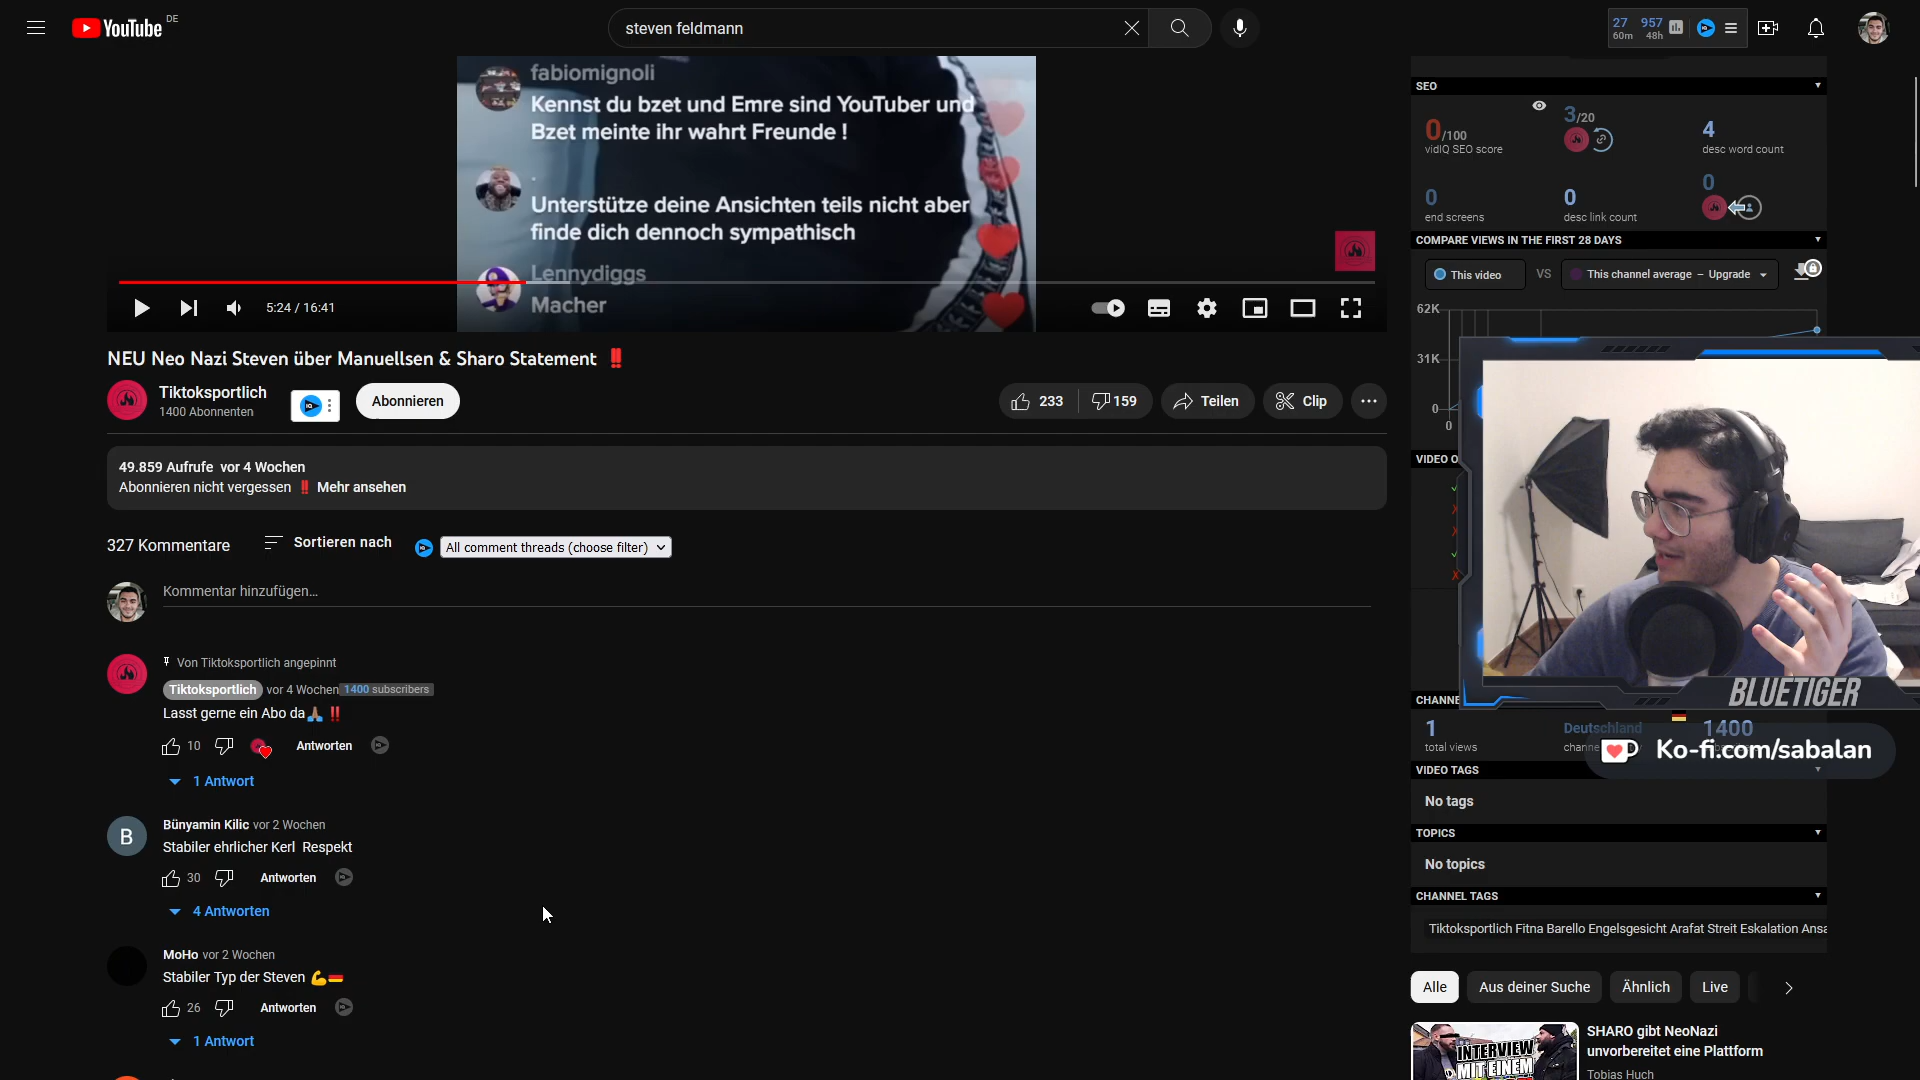 YouTube DE
steven feldmann
27 957
60m 48h
fabiomignoli
Kennst du bzet und Emre sind YouTuber und
Bzet meinte ihr wahrt Freunde !
.
Unterstütze deine Ansichten teils nicht aber
finde dich dennoch sympathisch
Lennydiggs
Macher
5:24 / 16:41
NEU Neo Nazi Steven über Manuellsen & Sharo Statement ‼
Tiktoksportlich
1400 Abonnenten
IQ
Abonnieren
233
159
Teilen
Clip
49.859 Aufrufe vor 4 Wochen
Abonnieren nicht vergessen ‼ Mehr ansehen
327 Kommentare
Sortieren nach
All comment threads (choose filter)
Kommentar hinzufügen...
Von Tiktoksportlich angepinnt
Tiktoksportlich vor 4 Wochen 1400 subscribers
Lasst gerne ein Abo da🙏🏽 ‼
10 Antworten
1 Antwort
B
Bünyamin Kilic vor 2 Wochen
Stabiler ehrlicher Kerl Respekt
30 Antworten
4 Antworten
MoHo vor 2 Wochen
Stabiler Typ der Steven 💪🇩🇪
26 Antworten
1 Antwort
SEO
0/100
vidIQ SEO score
3/20
4
desc word count
0
end screens
0
desc link count
0
COMPARE VIEWS IN THE FIRST 28 DAYS
This video VS This channel average – Upgrade
62K
31K
0
0
VIDEO O
BLUETIGER
CHANNE
1
total views
Deutschland
chann
1400
Ko-fi.com/sabalan
VIDEO TAGS
No tags
TOPICS
No topics
CHANNEL TAGS
Tiktoksportlich Fitna Barello Engelsgesicht Arafat Streit Eskalation Ansa
Alle
Aus deiner Suche
Ähnlich
Live
INTERVIEW
MIT EINEM
SHARO gibt NeoNazi
unvorbereitet eine Plattform
Tobias Huch